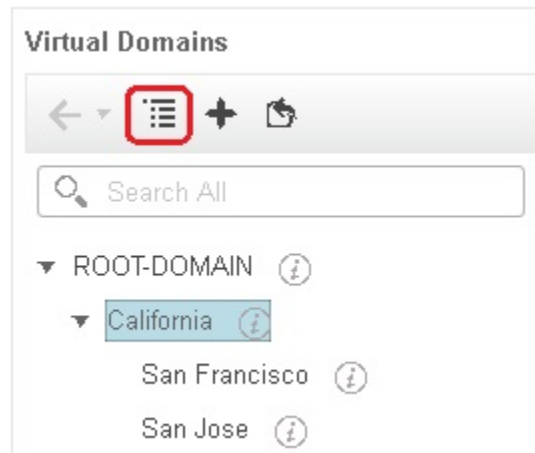 Virtual Domains
Search All
ROOT-DOMAIN
California
San Francisco
San Jose